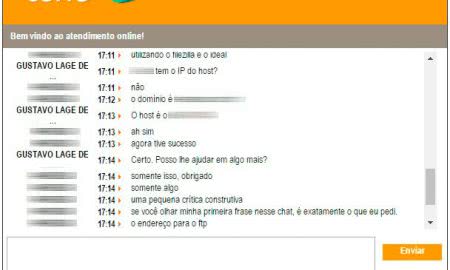 Bem vindo ao atendimento online!
17:11 utilizando o filezilla é o ideal
GUSTAVO LAGE DE ... 17:11 tem o IP do host?
17:11 não
17:12 o domínio é
GUSTAVO LAGE DE ... 17:13 O host é o
17:13 ah sim
17:13 agora tive sucesso
GUSTAVO LAGE DE ... 17:14 Certo. Posso lhe ajudar em algo mais?
17:14 somente isso, obrigado
17:14 somente algo
17:14 uma pequena crítica construtiva
17:14 se você olhar minha primeira frase nesse chat, é exatamente o que eu pedi.
17:14 o endereço para o ftp
Enviar